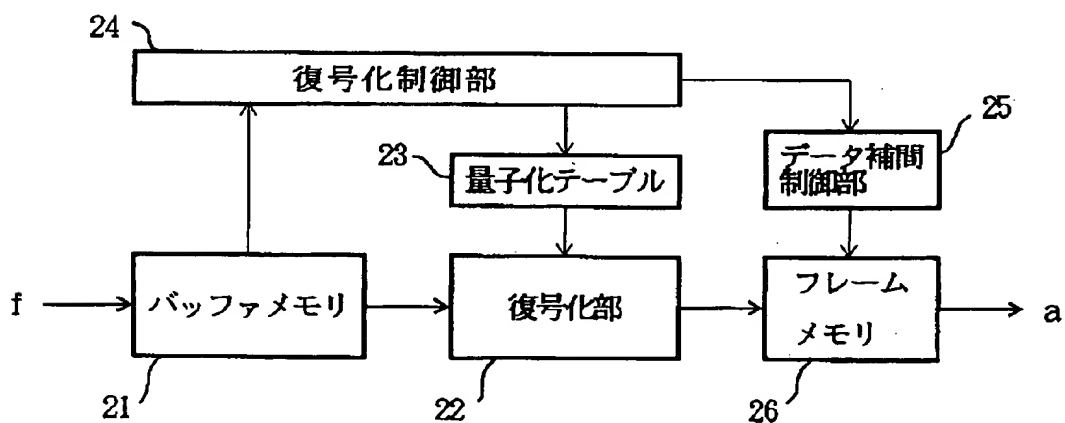 24
復号化制御部
25
23
量子化テーブル
データ補間
制御部
f
バッファメモリ
復号化部
フレーム
メモリ
a
21
22
26